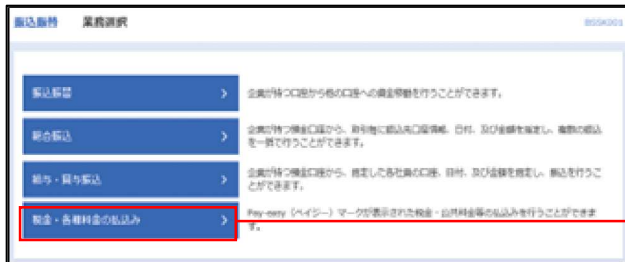 振込振替 業務選択 BSSK001
振込振替
企業が持つ口座から他の口座への資金移動を行うことができます。
総合振込
企業が持つ預金口座から、取引毎に振込先口座情報、日付、及び金額を指定し、複数の振込
を一括で行うことができます。
給与・賞与振込
企業が持つ預金口座から、指定した各社員の口座、日付、及び金額を指定し、振込を行うこ
とができます。
税金・各種料金の払込み
Pay-easy（ペイジー）マークが表示された税金・公共料金等の払込みを行うことができま
す。